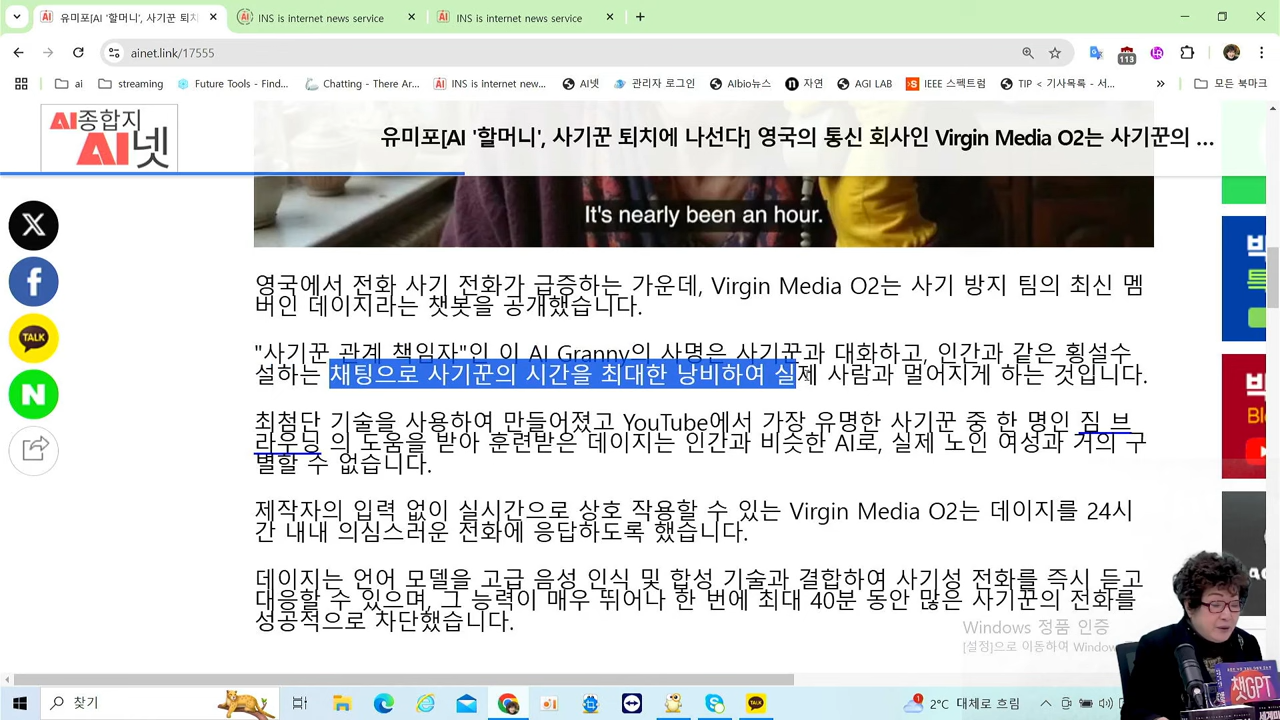 유미포[AI '할머니', 사기꾼 퇴치
INS is internet news service
INS is internet news service
ainet.link/17555
113
ai
streaming
Future Tools - Find...
Chatting - There Ar...
INS is internet new...
AI넷
관리자 로그인
AIbio뉴스
자연
AGI LAB
IEEE 스펙트럼
TIP < 기사목록 - 서...
모든 북마크
AI종합지
AI넷
유미포[AI '할머니', 사기꾼 퇴치에 나선다] 영국의 통신 회사인 Virgin Media O2는 사기꾼의 ...
It's nearly been an hour.
TALK
N
영국에서 전화 사기 전화가 급증하는 가운데, Virgin Media O2는 사기 방지 팀의 최신 멤
버인 데이지라는 챗봇을 공개했습니다.
"사기꾼 관계 책임자"인 이 AI Granny의 사명은 사기꾼과 대화하고, 인간과 같은 횡설수
설하는 채팅으로 사기꾼의 시간을 최대한 낭비하여 실제 사람과 멀어지게 하는 것입니다.
최첨단 기술을 사용하여 만들어졌고 YouTube에서 가장 유명한 사기꾼 중 한 명인 짐 브
라우닝 의 도움을 받아 훈련받은 데이지는 인간과 비슷한 AI로, 실제 노인 여성과 거의 구
별할 수 없습니다.
제작자의 입력 없이 실시간으로 상호 작용할 수 있는 Virgin Media O2는 데이지를 24시
간 내내 의심스러운 전화에 응답하도록 했습니다.
데이지는 언어 모델을 고급 음성 인식 및 합성 기술과 결합하여 사기성 전화를 즉시 듣고
대응할 수 있으며, 그 능력이 매우 뛰어나 한 번에 최대 40분 동안 많은 사기꾼의 전화를
성공적으로 차단했습니다.
Windows 정품 인증
[설정]으로 이동하여 Window
챗GPT
찾기
TALK
1
2°C 대체로 흐림